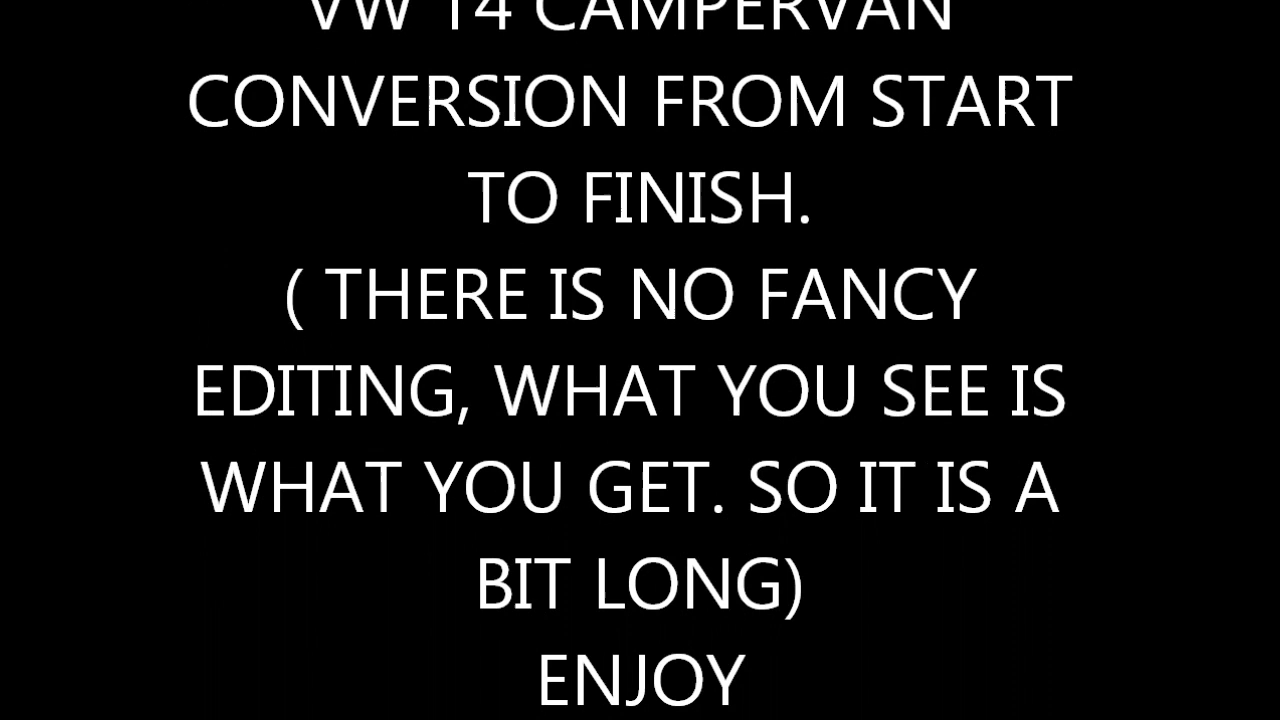 VW T4 CAMPERVAN
CONVERSION FROM START
TO FINISH.
( THERE IS NO FANCY
EDITING, WHAT YOU SEE IS
WHAT YOU GET. SO IT IS A
BIT LONG)
ENJOY